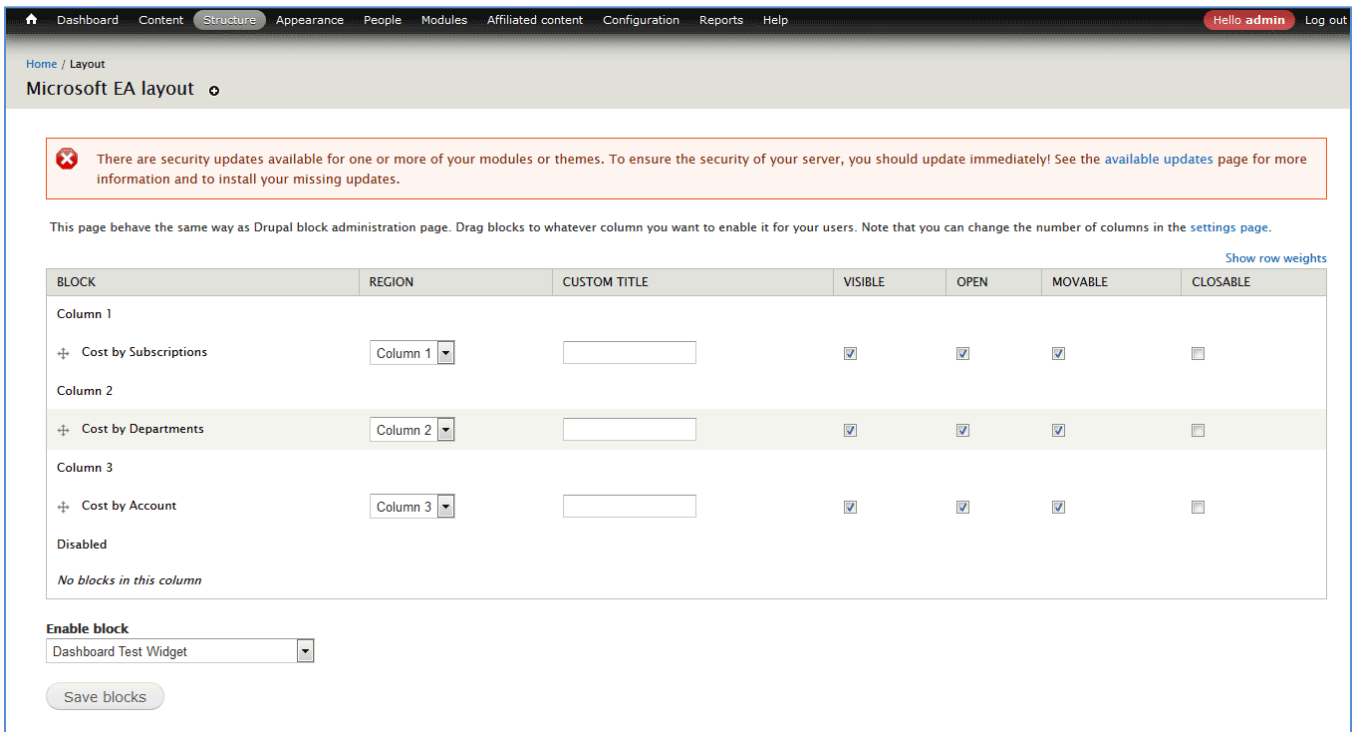 Dashboard Content Structure Appearance People Modules Affiliated content Configuration Reports Help Hello admin Log out
Home / Layout
Microsoft EA layout
There are security updates available for one or more of your modules or themes. To ensure the security of your server, you should update immediately! See the available updates page for more
information and to install your missing updates.
This page behave the same way as Drupal block administration page. Drag blocks to whatever column you want to enable it for your users. Note that you can change the number of columns in the settings page.
Show row weights
BLOCK REGION CUSTOM TITLE VISIBLE OPEN MOVABLE CLOSABLE
Column 1
Cost by Subscriptions Column 1
Column 2
Cost by Departments Column 2
Column 3
Cost by Account Column 3
Disabled
No blocks in this column
Enable block
Dashboard Test Widget
Save blocks